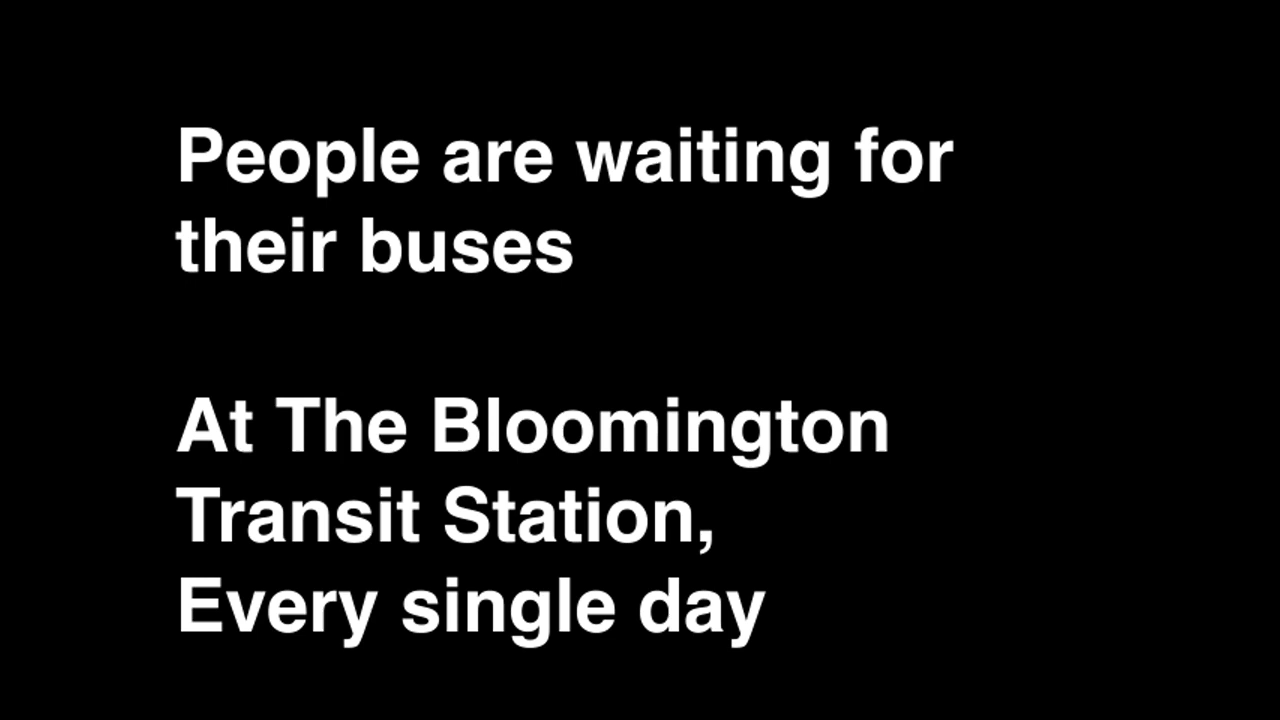 People are waiting for
their buses
At The Bloomington
Transit Station,
Every single day